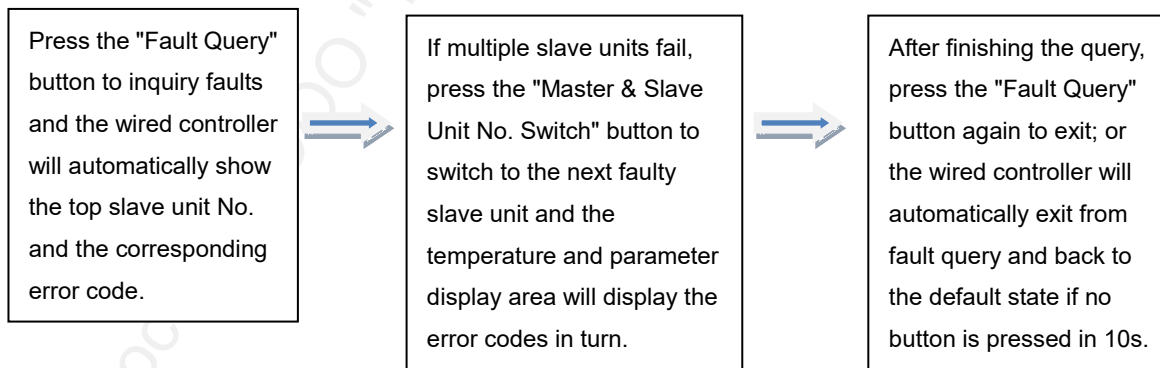 Press the "Fault Query"
button to inquiry faults
and the wired controller
will automatically show
the top slave unit No.
and the corresponding
error code.
If multiple slave units fail,
press the "Master & Slave
Unit No. Switch" button to
switch to the next faulty
slave unit and the
temperature and parameter
display area will display the
error codes in turn.
After finishing the query,
press the "Fault Query"
button again to exit; or
the wired controller will
automatically exit from
fault query and back to
the default state if no
button is pressed in 10s.